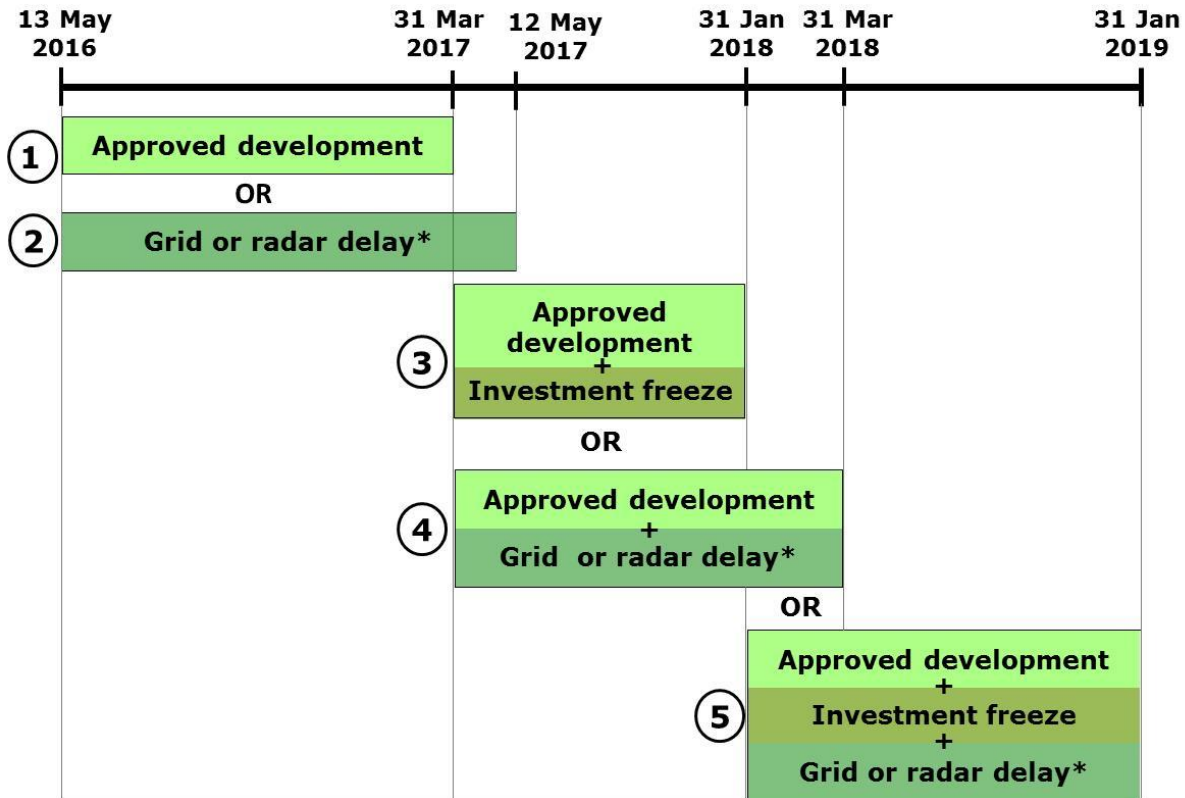 13 May
2016
31 Mar
2017
12 May
2017
31 Jan
2018
31 Mar
2018
31 Jan
2019
1
Approved development
OR
2
Grid or radar delay*
3
Approved
development
+
Investment freeze
OR
4
Approved development
+
Grid or radar delay*
OR
5
Approved development
+
Investment freeze
+
Grid or radar delay*